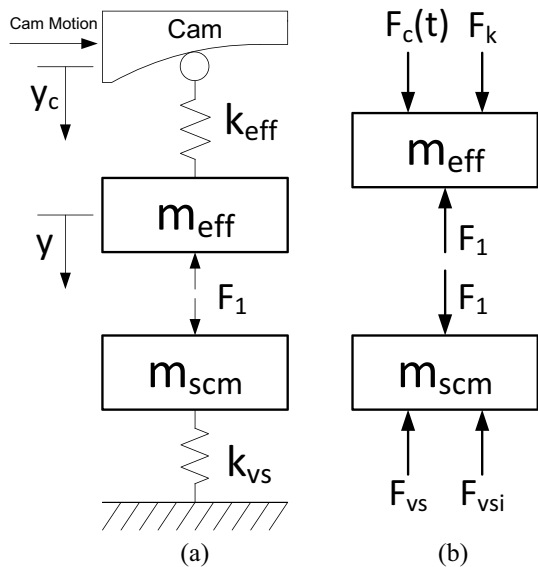 Cam Motion
Cam
y_c
k_eff
m_eff
y
F_1
m_scm
k_vs
(a)
F_c(t) F_k
m_eff
F_1
F_1
m_scm
F_vs F_vsi
(b)